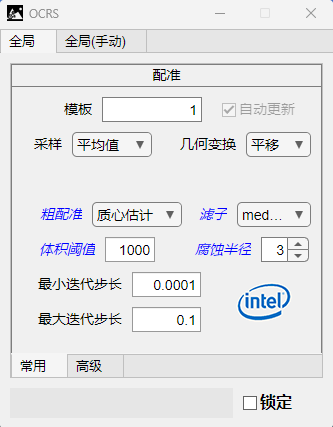 OCRS
全局 全局(手动)
配准
模板 1 自动更新
采样 平均值 几何变换 平移
粗配准 质心估计 滤子 med...
体积阈值 1000 腐蚀半径 3
最小迭代步长 0.0001
最大迭代步长 0.1
intel
常用 高级
锁定